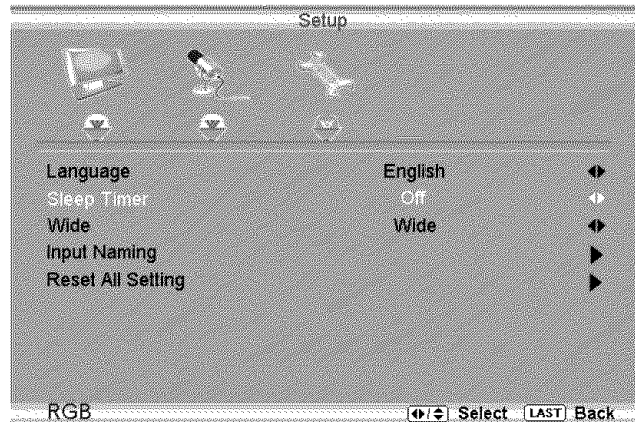 Setup
Language English
Sleep Timer Off
Wide Wide
Input Naming
Reset All Setting
RGB Select LAST Back